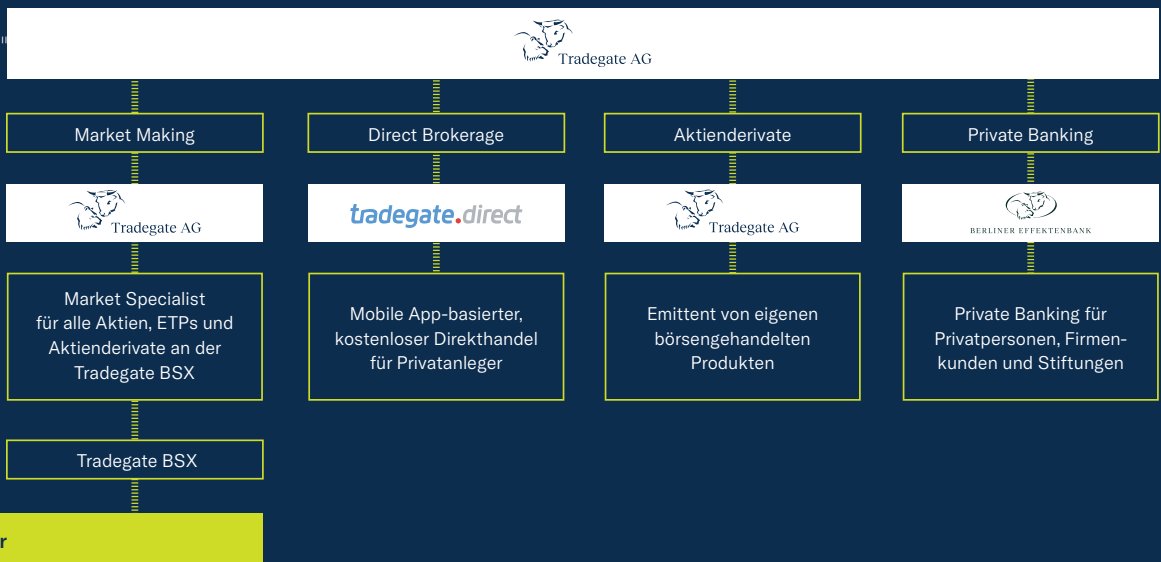 Tradegate AG
Market Making
Direct Brokerage
Aktienderivate
Private Banking
Tradegate AG
tradegate.direct
Tradegate AG
BERLINER EFFEKTENBANK
Market Specialist
für alle Aktien, ETPs und
Aktienderivate an der
Tradegate BSX
Mobile App-basierter,
kostenloser Direkthandel
für Privatanleger
Emittent von eigenen
börsengehandelten
Produkten
Private Banking für
Privatpersonen, Firmen-
kunden und Stiftungen
Tradegate BSX
r